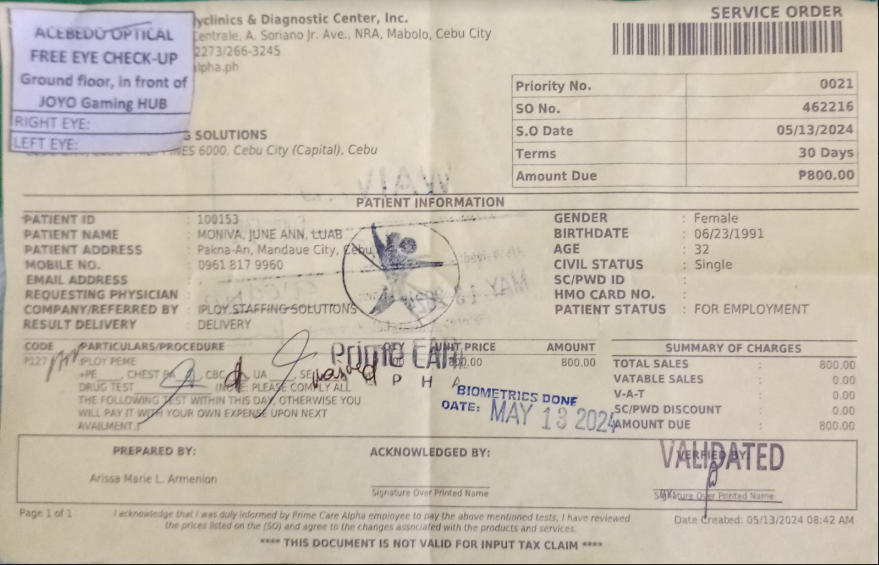 SERVICE ORDER
lyclinics & Diagnostic Center, Inc.
Centrale, A. Soriano Jr. Ave., NRA, Mabolo, Cebu City
2273/266-3245
lpha.ph
ACEBEDO OPTICAL
FREE EYE CHECK-UP
Ground floor, in front of
JOYO Gaming HUB
RIGHT EYE:
LEFT EYE:
G SOLUTIONS
6000, Cebu City (Capital), Cebu
Priority No. 0021
SO No. 462216
S.O Date 05/13/2024
Terms 30 Days
Amount Due ₱800.00
PATIENT INFORMATION
PATIENT ID : 100153
PATIENT NAME : MONIVA, JUNE ANN, LUAB
PATIENT ADDRESS : Pakna-An, Mandaue City, Cebu
MOBILE NO. : 0961 817 9960
EMAIL ADDRESS :
REQUESTING PHYSICIAN :
COMPANY/REFERRED BY : IPLOY STAFFING SOLUTIONS
RESULT DELIVERY : DELIVERY
GENDER : Female
BIRTHDATE : 06/23/1991
AGE : 32
CIVIL STATUS : Single
SC/PWD ID :
HMO CARD NO. :
PATIENT STATUS : FOR EMPLOYMENT
CODE PARTICULARS/PROCEDURE QTY UNIT PRICE AMOUNT
P127 IPLOY PEME 800.00 800.00
+PE CHEST PA CBC UA SE
DRUG TEST (NOTE: PLEASE COMPLY ALL
THE FOLLOWING TEST WITHIN THIS DAY, OTHERWISE YOU
WILL PAY IT WITH YOUR OWN EXPENSE UPON NEXT
AVAILMENT.)
Prime CARE
ALPHA
BIOMETRICS DONE
DATE: MAY 13 2024
SUMMARY OF CHARGES
TOTAL SALES : 800.00
VATABLE SALES : 0.00
V-A-T : 0.00
SC/PWD DISCOUNT : 0.00
AMOUNT DUE : 800.00
PREPARED BY:
Arissa Marie L. Armenion
ACKNOWLEDGED BY:
Signature Over Printed Name
VERIFIED BY:
VALIDATED
BY:
Signature Over Printed Name
Page 1 of 1
I acknowledge that I was duly informed by Prime Care Alpha employee to pay the above mentioned tests, I have reviewed
the prices listed on the (SO) and agree to the changes associated with the products and services.
Date Created: 05/13/2024 08:42 AM
**** THIS DOCUMENT IS NOT VALID FOR INPUT TAX CLAIM ****